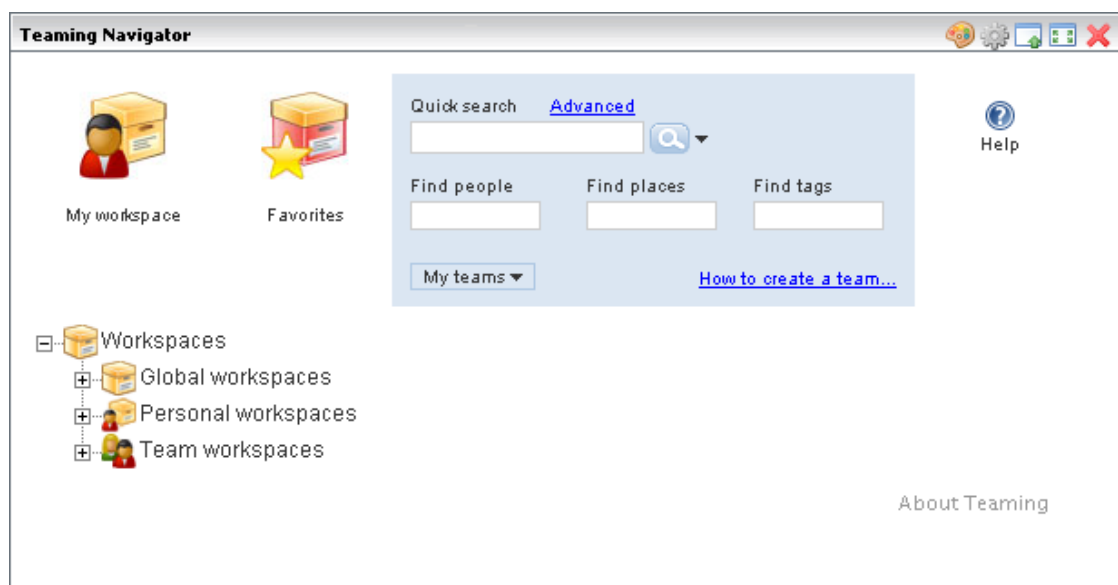 Teaming Navigator
My workspace
Favorites
Quick search Advanced
Find people Find places Find tags
My teams
How to create a team...
Help
Workspaces
Global workspaces
Personal workspaces
Team workspaces
About Teaming